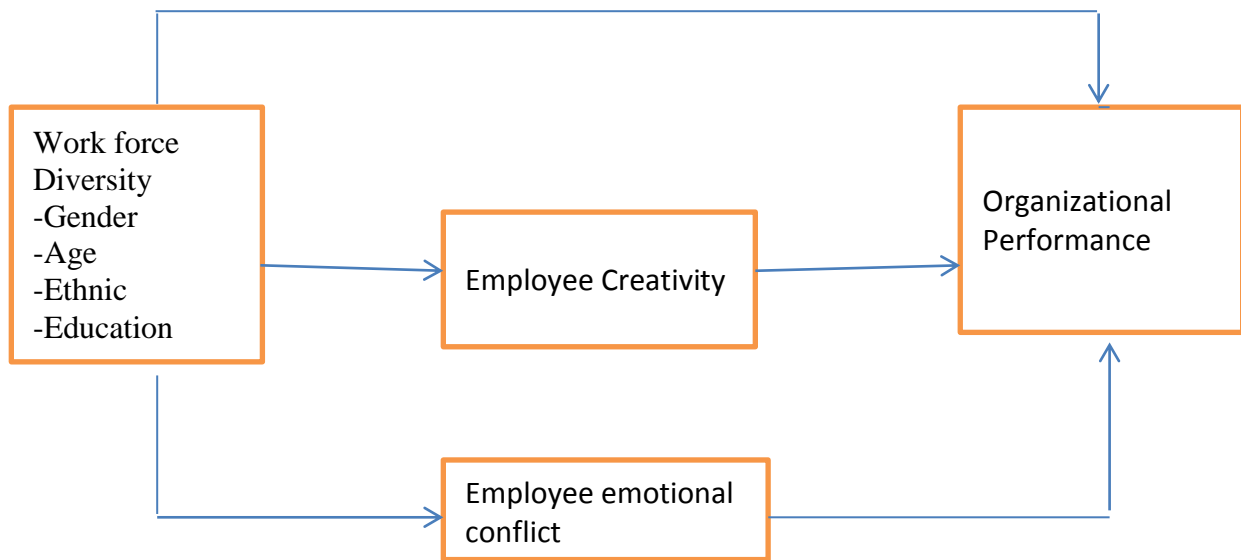 Work force
Diversity
-Gender
-Age
-Ethnic
-Education
Employee Creativity
Organizational
Performance
Employee emotional
conflict